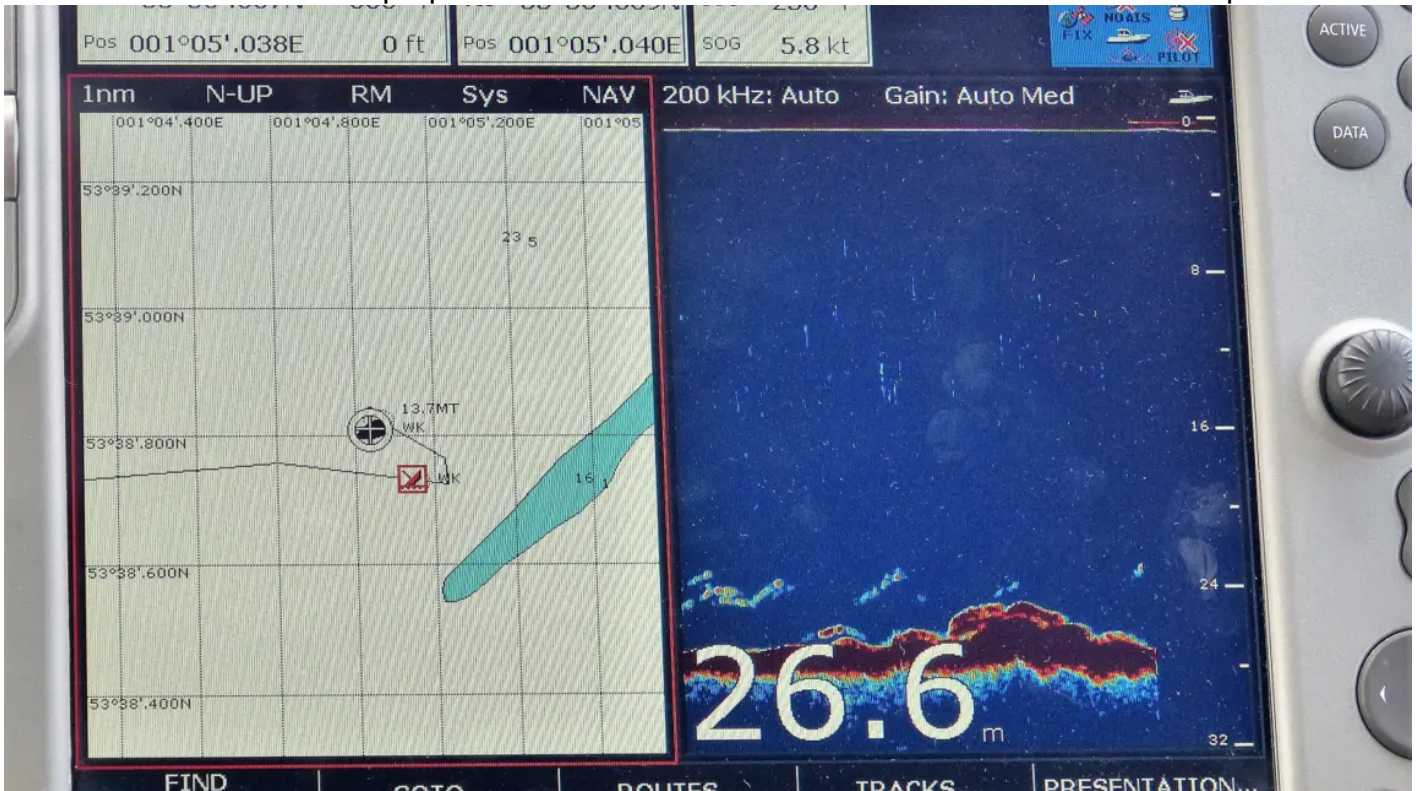 Pos 001°05'.038E 0 ft Pos 001°05'.040E SOG 5.8 kt
NOAIS
FIX
PILOT
ACTIVE
1nm N-UP RM Sys NAV 200 kHz: Auto Gain: Auto Med
001°04'.400E 001°04'.800E 001°05'.200E 001°05
0
DATA
53°39'.200N
23 5
8
53°39'.000N
13.7MT
WK
16
53°38'.800N
WK
16 1
53°38'.600N
24
26.6 m
53°38'.400N
32
FIND GOTO ROUTES TRACKS PRESENTATION...